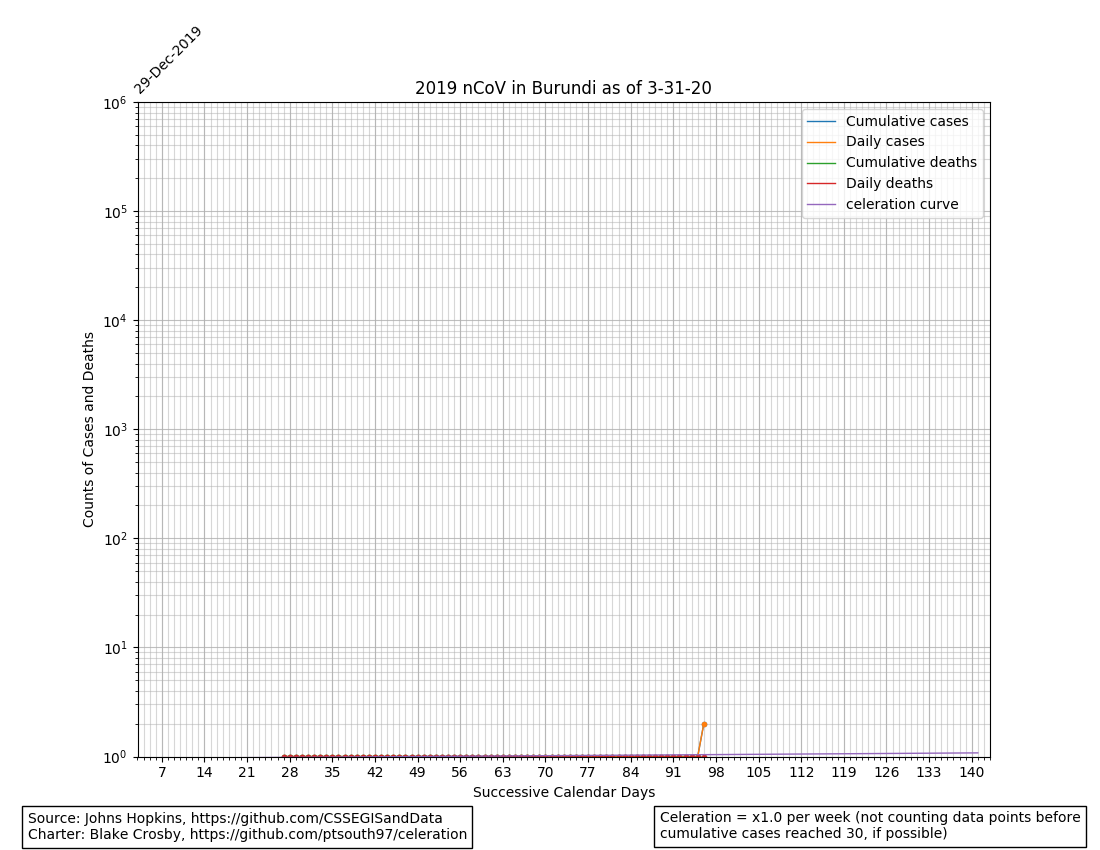 29-Dec-2019
2019 nCoV in Burundi as of 3-31-20
Counts of Cases and Deaths
10^6
10^5
10^4
10^3
10^2
10^1
10^0
Cumulative cases
Daily cases
Cumulative deaths
Daily deaths
celeration curve
7 14 21 28 35 42 49 56 63 70 77 84 91 98 105 112 119 126 133 140
Successive Calendar Days
Source: Johns Hopkins, https://github.com/CSSEGISandData
Charter: Blake Crosby, https://github.com/ptsouth97/celeration
Celeration = x1.0 per week (not counting data points before
cumulative cases reached 30, if possible)